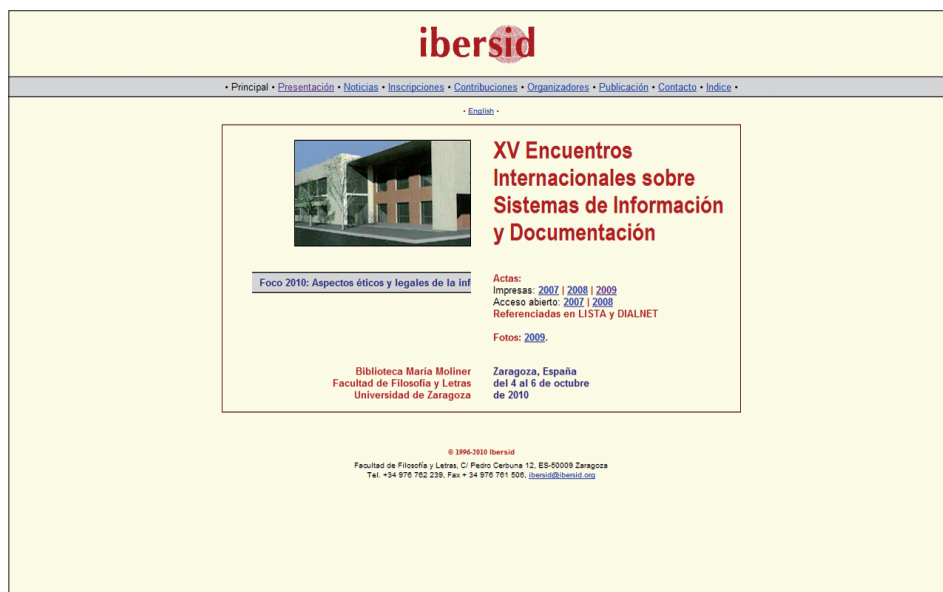 ibersid
• Principal • Presentación • Noticias • Inscripciones • Contribuciones • Organizadores • Publicación • Contacto • Indice •
• English •
XV Encuentros
Internacionales sobre
Sistemas de Información
y Documentación
Foco 2010: Aspectos éticos y legales de la inf
Actas:
Impresas: 2007 | 2008 | 2009
Acceso abierto: 2007 | 2008
Referenciadas en LISTA y DIALNET
Fotos: 2009.
Biblioteca María Moliner
Facultad de Filosofía y Letras
Universidad de Zaragoza
Zaragoza, España
del 4 al 6 de octubre
de 2010
© 1996-2010 Ibersid
Facultad de Filosofía y Letras, C/ Pedro Cerbuna 12, ES-50009 Zaragoza
Tel. +34 976 762 239, Fax + 34 976 761 506, ibersid@ibersid.org